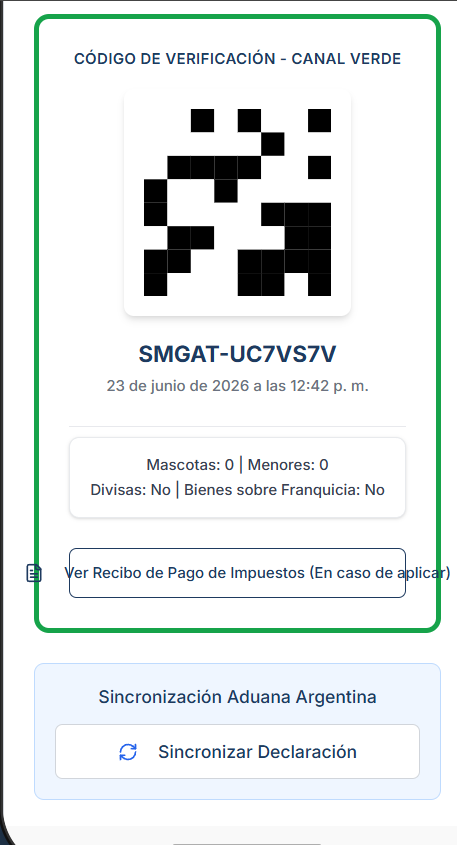 CÓDIGO DE VERIFICACIÓN - CANAL VERDE
SMGAT-UC7VS7V
23 de junio de 2026 a las 12:42 p. m.
Mascotas: 0 | Menores: 0
Divisas: No | Bienes sobre Franquicia: No
Ver Recibo de Pago de Impuestos (En caso de aplicar)
Sincronización Aduana Argentina
Sincronizar Declaración